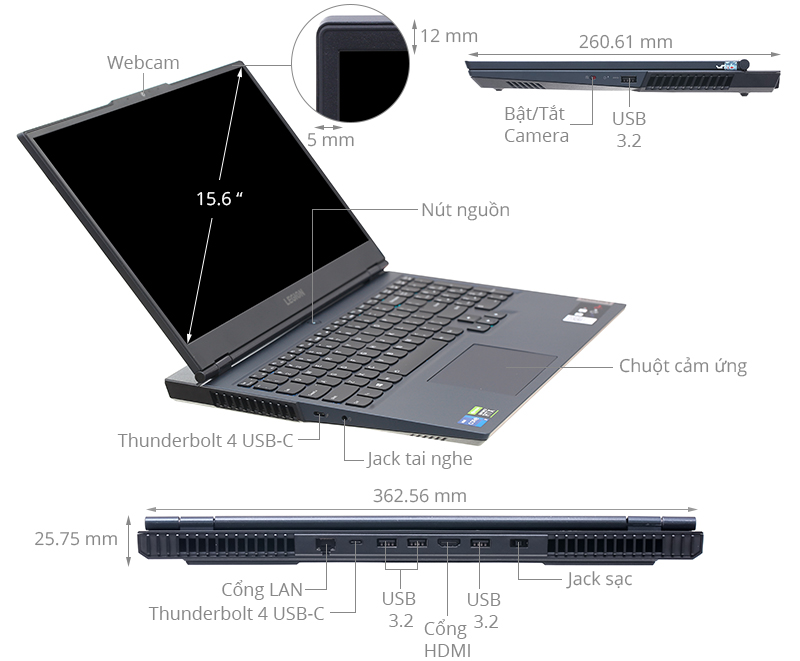 12 mm
Webcam
5 mm
260.61 mm
Bật/Tắt
Camera
USB
3.2
15.6 “
Nút nguồn
LEGION
Chuột cảm ứng
Thunderbolt 4 USB-C
Jack tai nghe
362.56 mm
25.75 mm
Cổng LAN
Thunderbolt 4 USB-C
USB
3.2
Cổng
HDMI
USB
3.2
Jack sạc